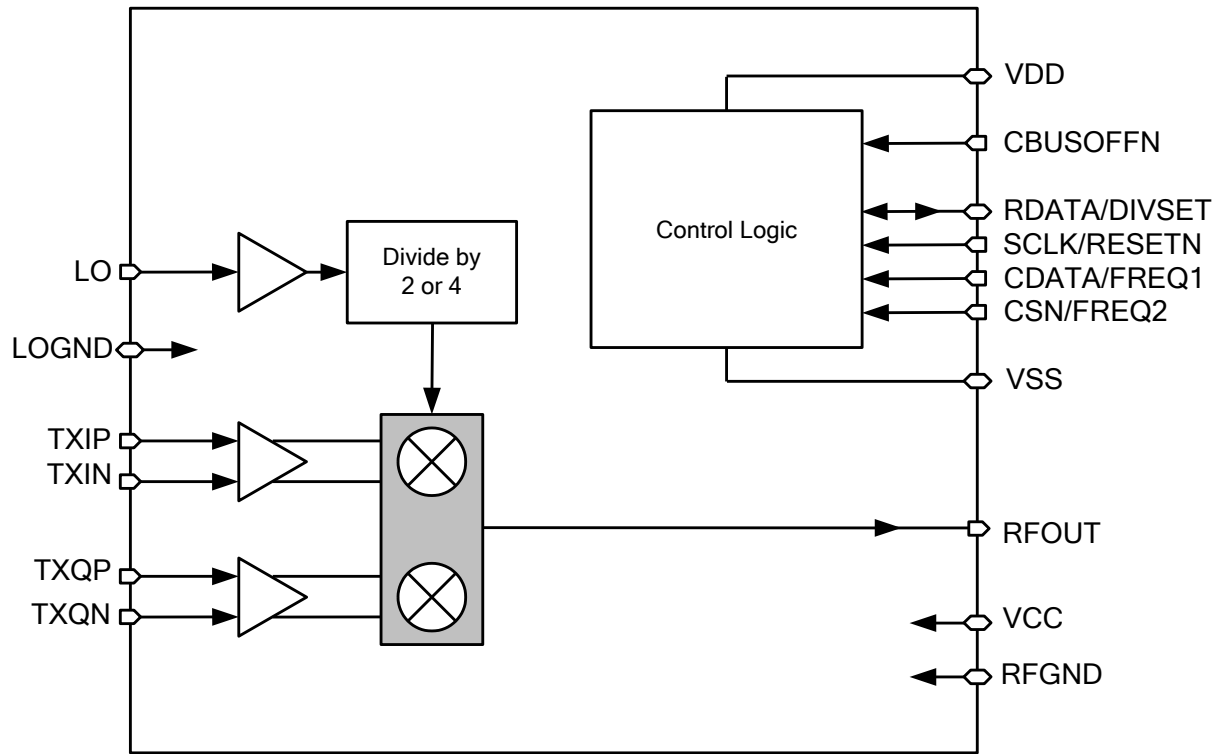 VDD
CBUSOFFN
RDATA/DIVSET
SCLK/RESETN
CDATA/FREQ1
CSN/FREQ2
VSS
Control Logic
LO
Divide by
2 or 4
LOGND
TXIP
TXIN
TXQP
TXQN
RFOUT
VCC
RFGND